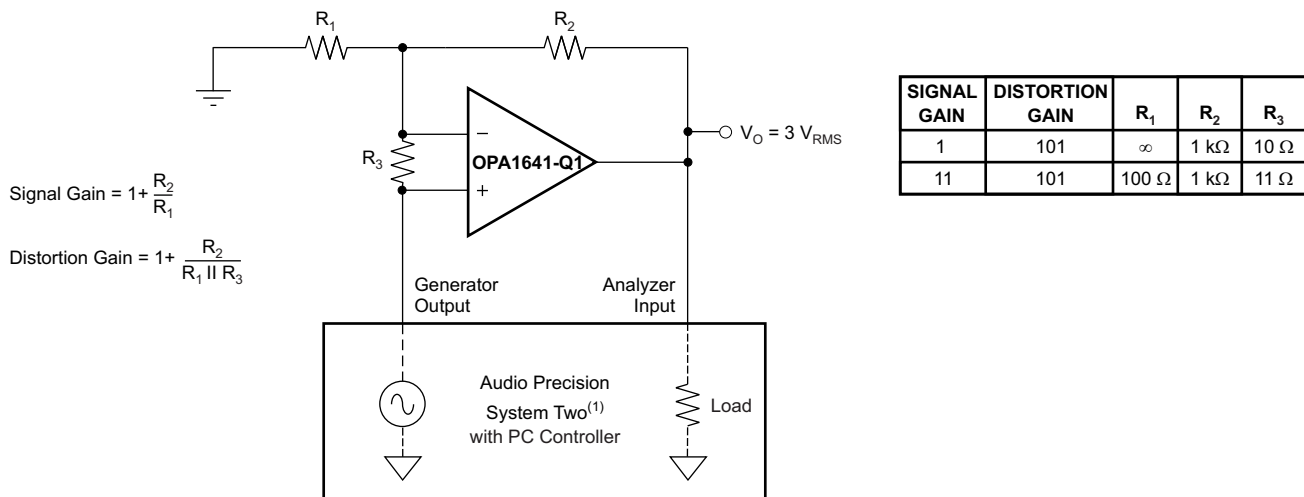 R1
R2
R3
−
+
OPA1641-Q1
VO = 3 VRMS
Signal Gain = 1+ R2/R1
Distortion Gain = 1+ R2/(R1 II R3)
Generator
Output
Analyzer
Input
Audio Precision
System Two(1)
with PC Controller
Load
SIGNAL GAIN DISTORTION GAIN R1 R2 R3
1 101 ∞ 1 kΩ 10 Ω
11 101 100 Ω 1 kΩ 11 Ω